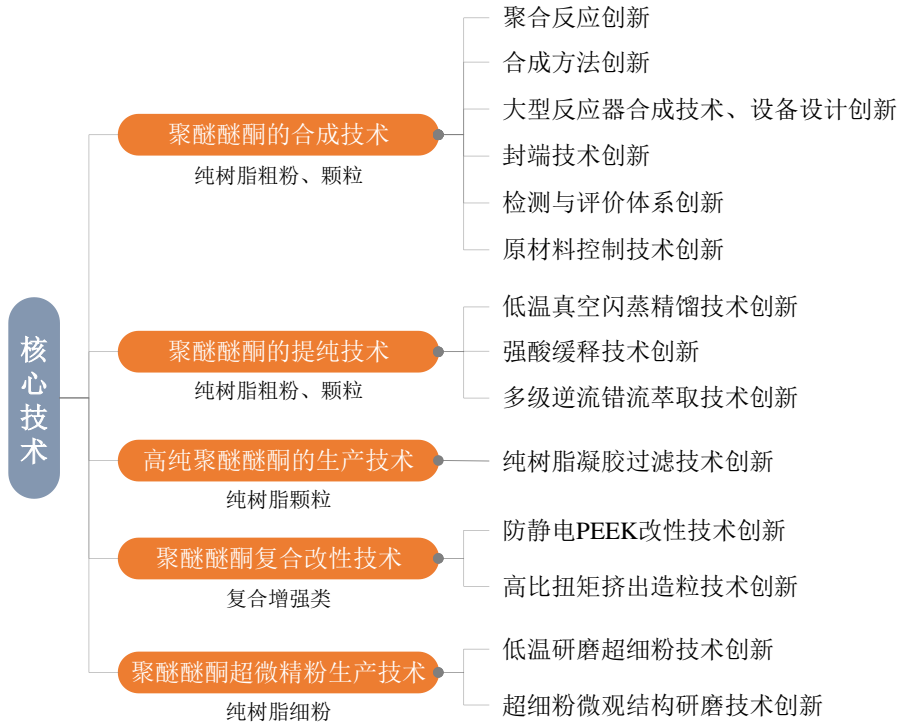 核心技术
聚醚醚酮的合成技术
纯树脂粗粉、颗粒
聚合反应创新
合成方法创新
大型反应器合成技术、设备设计创新
封端技术创新
检测与评价体系创新
原材料控制技术创新
聚醚醚酮的提纯技术
纯树脂粗粉、颗粒
低温真空闪蒸精馏技术创新
强酸缓释技术创新
多级逆流错流萃取技术创新
高纯聚醚醚酮的生产技术
纯树脂颗粒
纯树脂凝胶过滤技术创新
聚醚醚酮复合改性技术
复合增强类
防静电PEEK改性技术创新
高比扭矩挤出造粒技术创新
聚醚醚酮超微精粉生产技术
纯树脂细粉
低温研磨超细粉技术创新
超细粉微观结构研磨技术创新